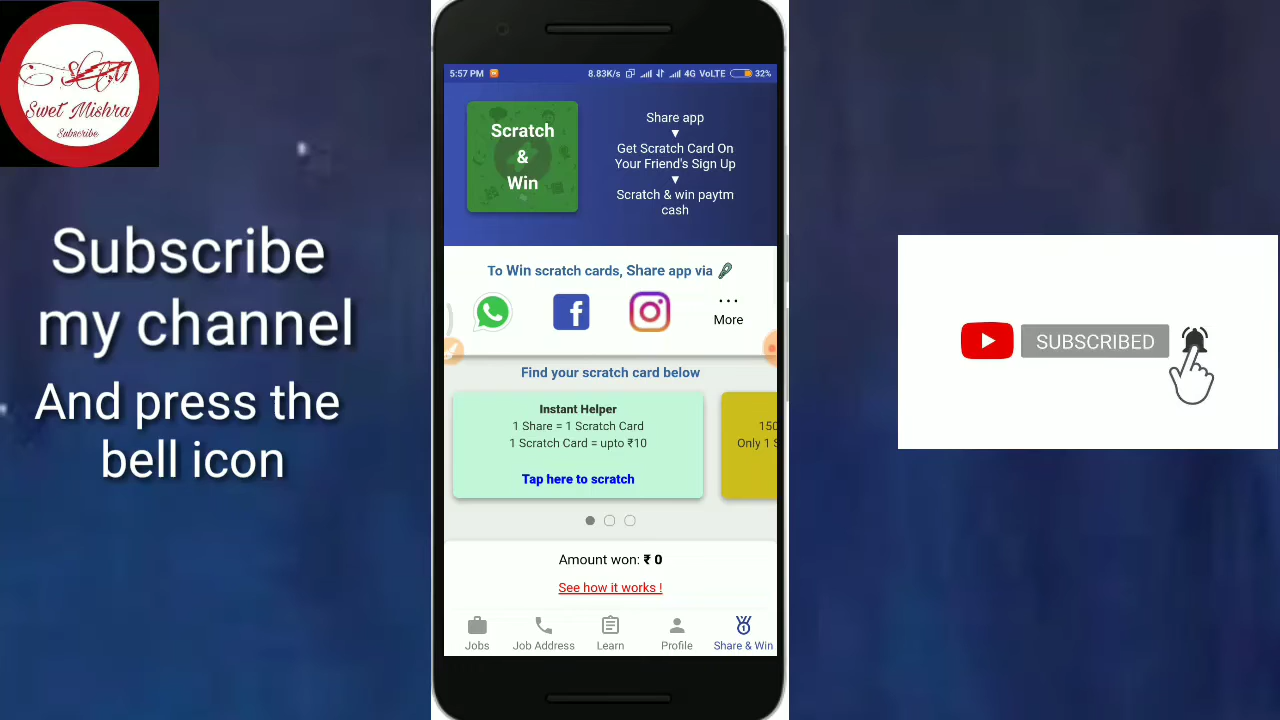 Swet Mishra
Subscribe
Subscribe
my channel
And press the
bell icon
5:57 PM
8.83K/s
4G VoLTE
32%
Scratch
&
Win
Share app
▼
Get Scratch Card On
Your Friend's Sign Up
▼
Scratch & win paytm
cash
To Win scratch cards, Share app via
More
Find your scratch card below
Instant Helper
1 Share = 1 Scratch Card
1 Scratch Card = upto ₹10
Tap here to scratch
150
Only 1 S
Amount won: ₹ 0
See how it works !
Jobs
Job Address
Learn
Profile
Share & Win
SUBSCRIBED